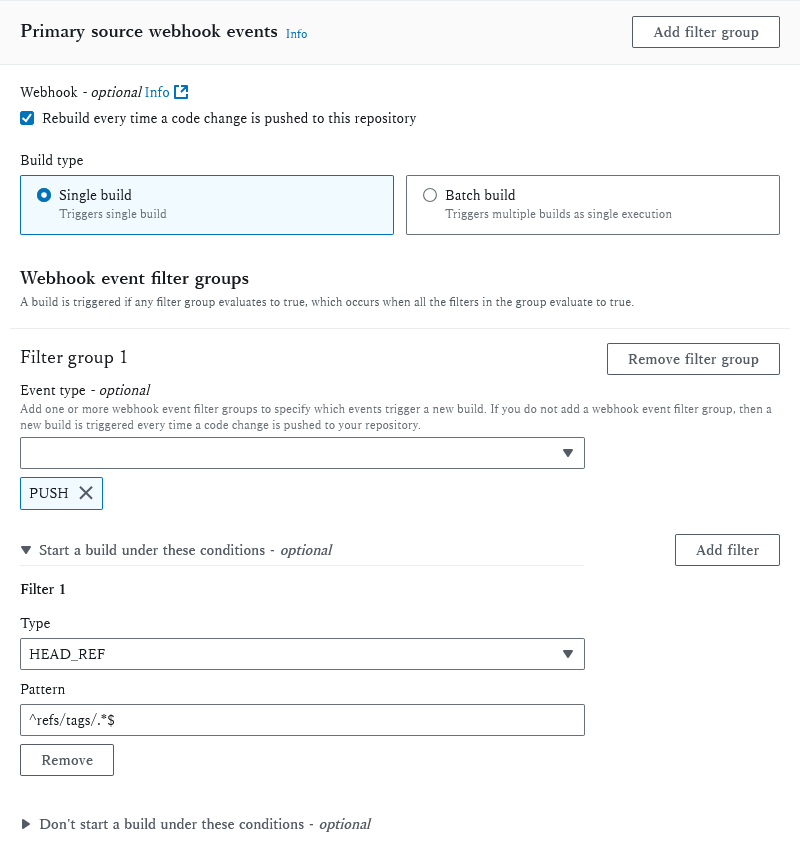 Primary source webhook events Info
Add filter group
Webhook - optional Info
Rebuild every time a code change is pushed to this repository
Build type
Single build
Triggers single build
Batch build
Triggers multiple builds as single execution
Webhook event filter groups
A build is triggered if any filter group evaluates to true, which occurs when all the filters in the group evaluate to true.
Filter group 1
Remove filter group
Event type - optional
Add one or more webhook event filter groups to specify which events trigger a new build. If you do not add a webhook event filter group, then a
new build is triggered every time a code change is pushed to your repository.
PUSH
Start a build under these conditions - optional
Add filter
Filter 1
Type
HEAD_REF
Pattern
^refs/tags/.*$
Remove
Don't start a build under these conditions - optional